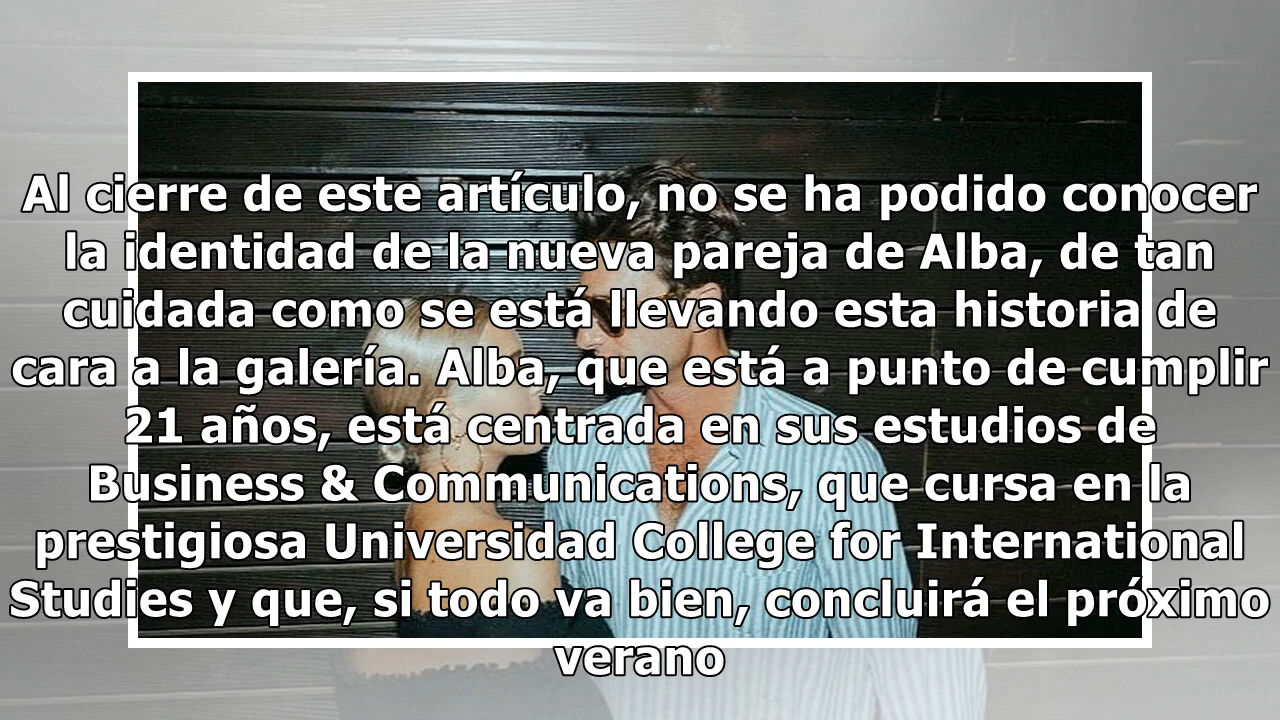 Al cierre de este artículo, no se ha podido conocer
la identidad de la nueva pareja de Alba, de tan
cuidada como se está llevando esta historia de
cara a la galería. Alba, que está a punto de cumplir
21 años, está centrada en sus estudios de
Business & Communications, que cursa en la
prestigiosa Universidad College for International
Studies y que, si todo va bien, concluirá el próximo
verano